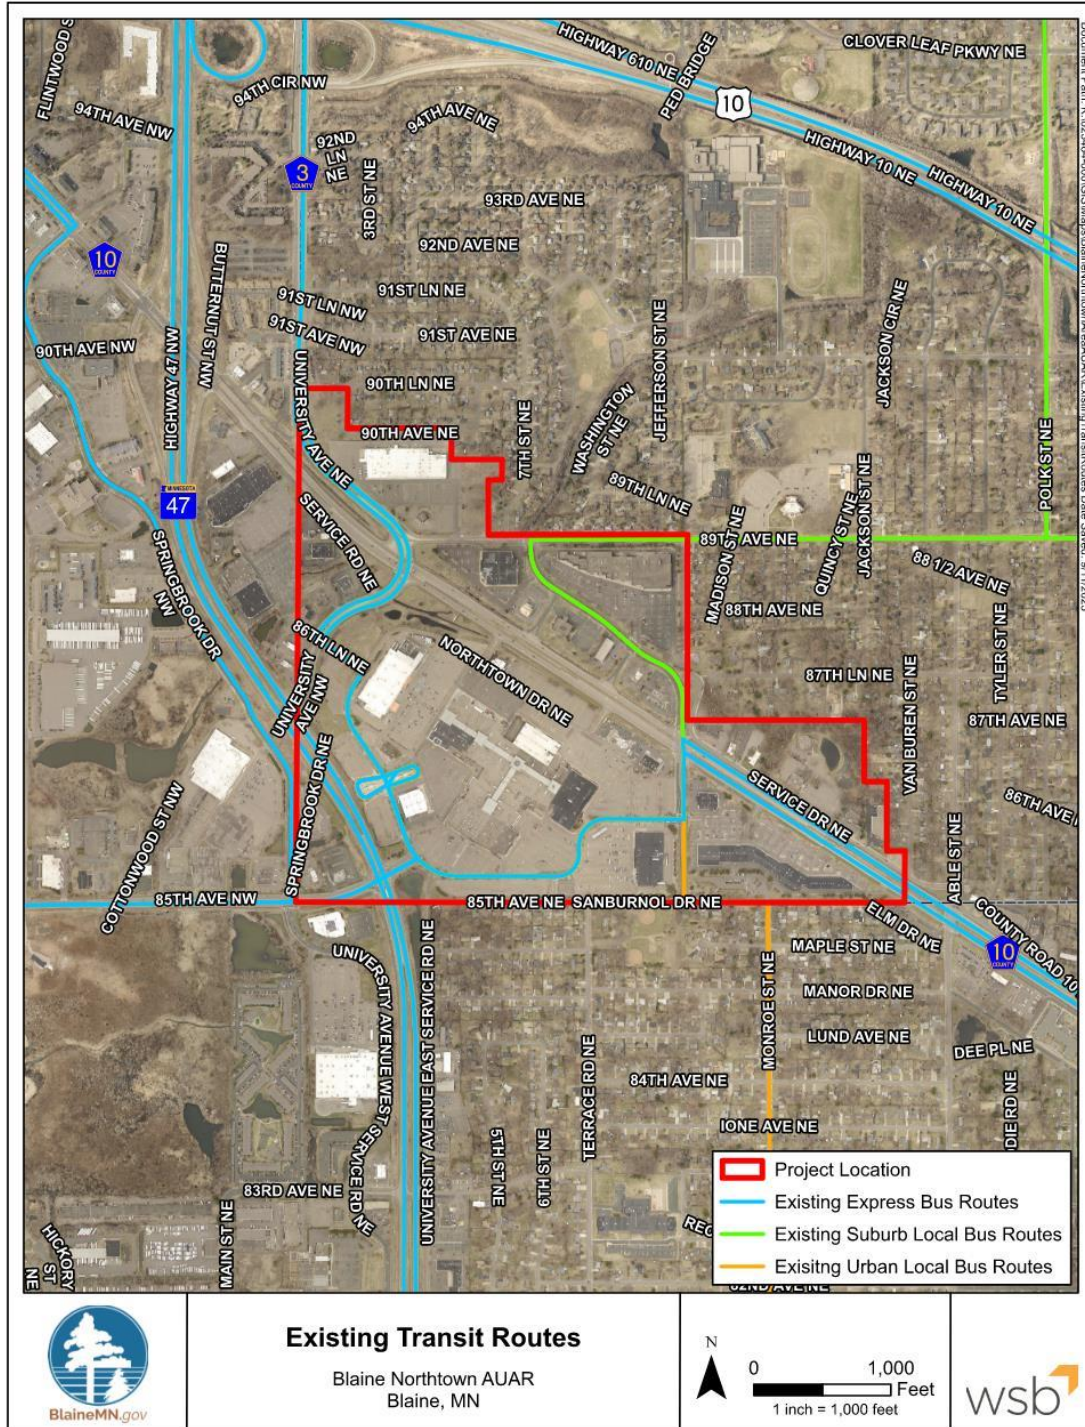 CLOVER LEAF PKWY NE
HIGHWAY 610 NE
PED BRIDGE
10
HIGHWAY 10 NE
HIGHWAY 10 NE
94TH AVE NW
94TH CIR NW
94TH AVE NE
92ND
LN
NE
3
COUNTY
3RD ST NE
93RD AVE NE
92ND AVE NE
10
COUNTY
BUTTERNUT ST NW
91ST LN NW
91ST LN NE
91ST AVE NW
91ST AVE NE
90TH AVE NW
HIGHWAY 47 NW
UNIVERSITY AVE NE
90TH LN NE
90TH AVE NE
7TH ST NE
WASHINGTON
ST NE
JEFFERSON ST NE
JACKSON CIR NE
POLK ST NE
MINNESOTA
47
SERVICE RD NE
89TH LN NE
MADISON ST NE
89TH AVE NE
QUINCY ST NE
JACKSON ST NE
88 1/2 AVE NE
SPRINGBROOK DR
NW
88TH AVE NE
TYLER ST NE
86TH LN NE
NORTHTOWN DR NE
87TH LN NE
UNIVERSITY
AVE NW
VAN BUREN ST NE
87TH AVE NE
SERVICE DR NE
86TH AVE
COTTONWOOD ST NW
SPRINGBROOK DR NE
ABLE ST NE
85TH AVE NW
85TH AVE NE
SANBURNOL DR NE
ELM DR NE
COUNTY ROAD 10
10
COUNTY
UNIVERSITY AVENUE WEST SERVICE RD NE
UNIVERSITY AVENUE EAST SERVICE RD NE
MONROE ST NE
MAPLE ST NE
MANOR DR NE
LUND AVE NE
DEE PL NE
TERRACE RD NE
84TH AVE NE
5TH ST NE
6TH ST NE
IONE AVE NE
83RD AVE NE
MAIN ST NE
HICKORY
ST
NE
Project Location
Existing Express Bus Routes
Existing Suburb Local Bus Routes
Exisitng Urban Local Bus Routes
BlaineMN.gov
Existing Transit Routes
Blaine Northtown AUAR
Blaine, MN
N
0 1,000
Feet
1 inch = 1,000 feet
wsb